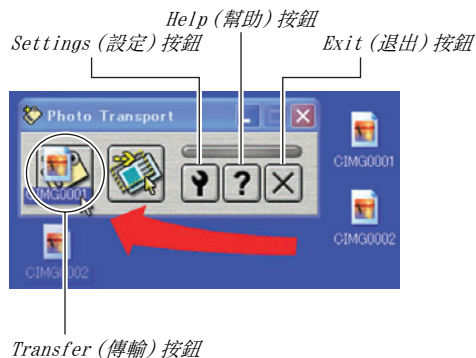 Help (幫助) 按鈕
Settings (設定) 按鈕
Exit (退出) 按鈕
Photo Transport
CIMG0001
CIMG0001
CIMG0002
CIMG0002
Transfer (傳輸) 按鈕